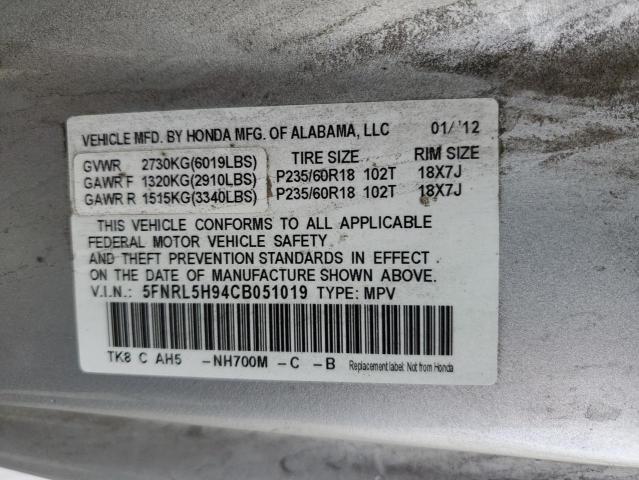 VEHICLE MFD. BY HONDA MFG. OF ALABAMA, LLC 01/ '12
TIRE SIZE RIM SIZE
GVWR 2730KG(6019LBS)
GAWR F 1320KG(2910LBS) P235/60R18 102T 18X7J
GAWR R 1515KG(3340LBS) P235/60R18 102T 18X7J
THIS VEHICLE CONFORMS TO ALL APPLICABLE
FEDERAL MOTOR VEHICLE SAFETY
AND THEFT PREVENTION STANDARDS IN EFFECT
ON THE DATE OF MANUFACTURE SHOWN ABOVE.
V.I.N.: 5FNRL5H94CB051019 TYPE: MPV
TK8 C AH5 -NH700M -C -B Replacement label: Not from Honda